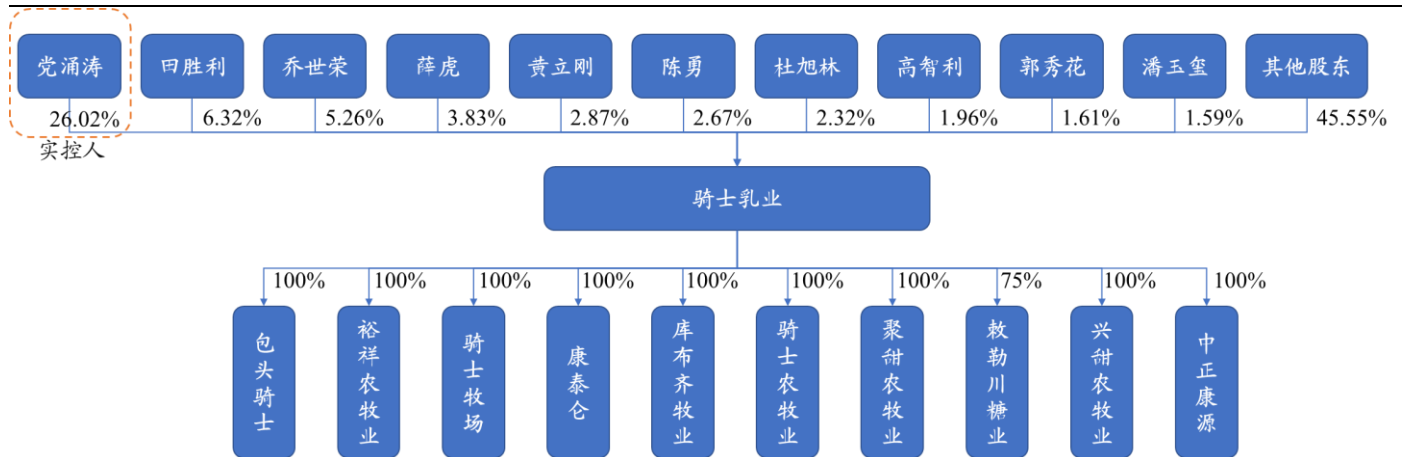 党涌涛 田胜利 乔世荣 薛虎 黄立刚 陈勇 杜旭林 高智利 郭秀花 潘玉玺 其他股东
26.02% 6.32% 5.26% 3.83% 2.87% 2.67% 2.32% 1.96% 1.61% 1.59% 45.55%
实控人
骑士乳业
100% 100% 100% 100% 100% 100% 100% 75% 100% 100%
包头骑士
裕祥农牧业
骑士牧场
康泰仑
库布齐牧业
骑士农牧业
聚甜农牧业
敕勒川糖业
兴甜农牧业
中正康源